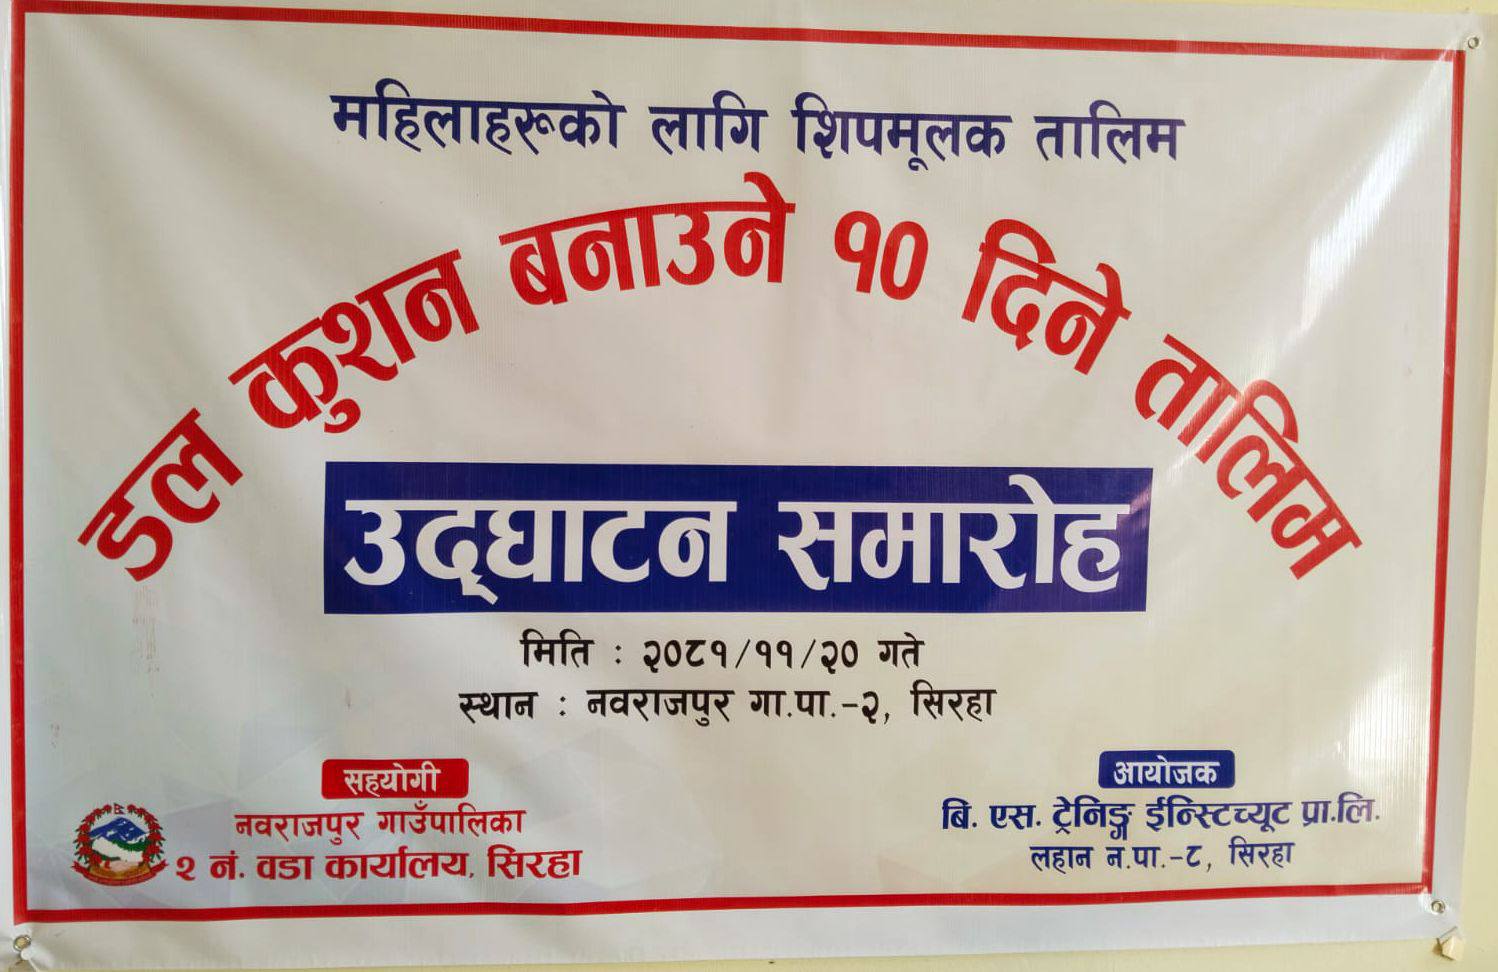 महिलाहरूको लागि शिपमूलक तालिम
डल कुशन बनाउने १० दिने तालिम
उद्घाटन समारोह
मिति : २०८१/११/२० गते
स्थान : नवराजपुर गा.पा.-२, सिरहा
सहयोगी
नवराजपुर गाउँपालिका
२ नं. वडा कार्यालय, सिरहा
आयोजक
बि. एस. ट्रेनिङ्ग ईन्स्टिच्यूट प्रा.लि.
लहान न.पा.-८, सिरहा